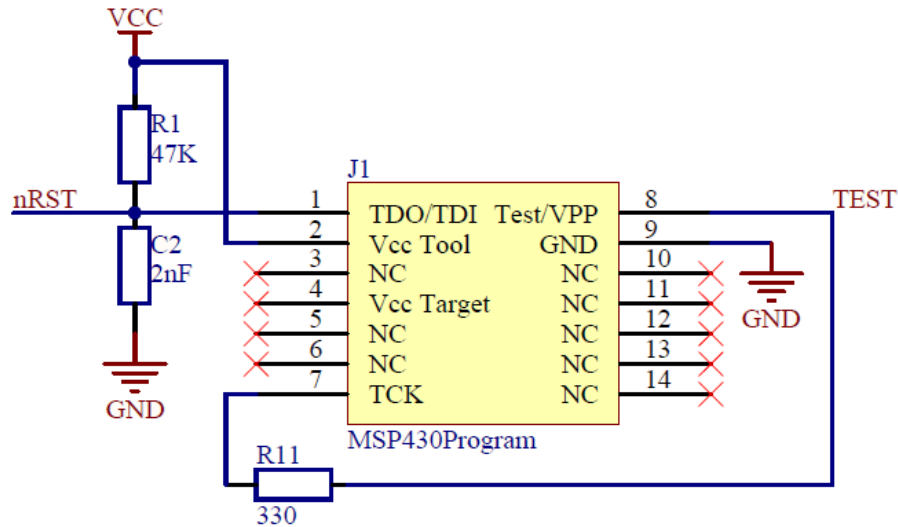 VCC
R1
47K
nRST
C2
2nF
GND
J1
1 TDO/TDI Test/VPP 8
2 Vcc Tool GND 9
3 NC NC 10
4 Vcc Target NC 11
5 NC NC 12
6 NC NC 13
7 TCK NC 14
MSP430Program
TEST
GND
R11
330